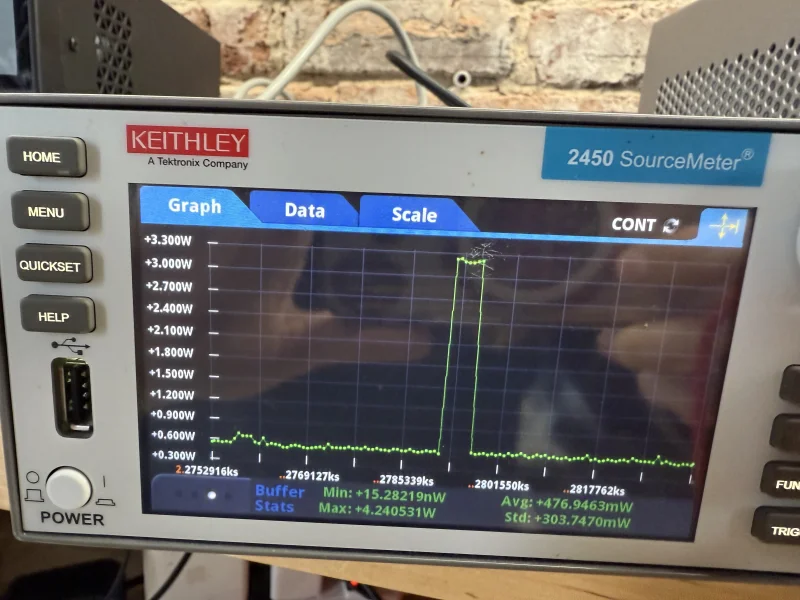 KEITHLEY
A Tektronix Company
2450 SourceMeter®
HOME
MENU
QUICKSET
HELP
POWER
Graph
Data
Scale
CONT
+3.300W
+3.000W
+2.700W
+2.400W
+2.100W
+1.800W
+1.500W
+1.200W
+0.900W
+0.600W
+0.300W
2.2752916ks
..2769127ks
..2785339ks
..2801550ks
..2817762ks
Buffer Stats
Min: +15.28219nW
Max: +4.240531W
Avg: +476.9463mW
Std: +303.7470mW
FUN
TRIG